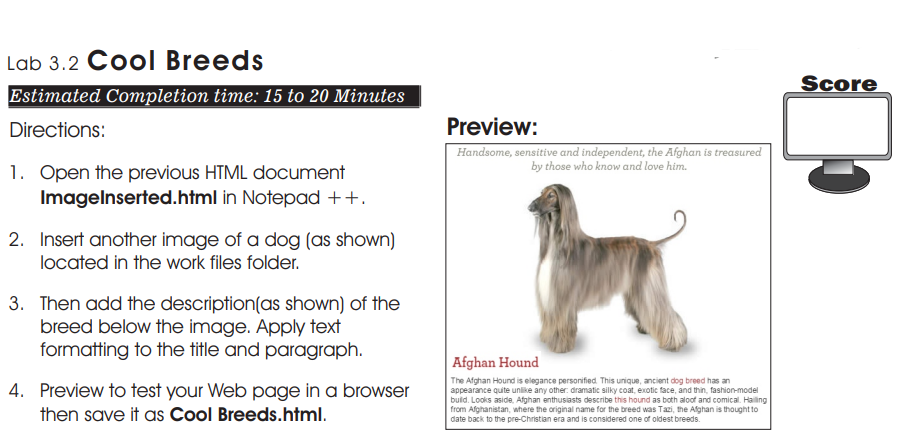 Lab 3.2 Cool Breeds
Estimated Completion time: 15 to 20 Minutes
Directions:
1. Open the previous HTML document
ImageInserted.html in Notepad ++.
2. Insert another image of a dog (as shown)
located in the work files folder.
3. Then add the description(as shown) of the
breed below the image. Apply text
formatting to the title and paragraph.
4. Preview to test your Web page in a browser
then save it as Cool Breeds.html.
Preview:
Handsome, sensitive and independent, the Afghan is treasured
by those who know and love him.
Afghan Hound
The Afghan Hound is elegance personified. This unique, ancient dog breed has an
appearance quite unlike any other: dramatic silky coat, exotic face, and thin, fashion-model
build. Looks aside, Afghan enthusiasts describe this hound as both aloof and comical. Hailing
from Afghanistan, where the original name for the breed was Tazi, the Afghan is thought to
date back to the pre-Christian era and is considered one of oldest breeds.
Score